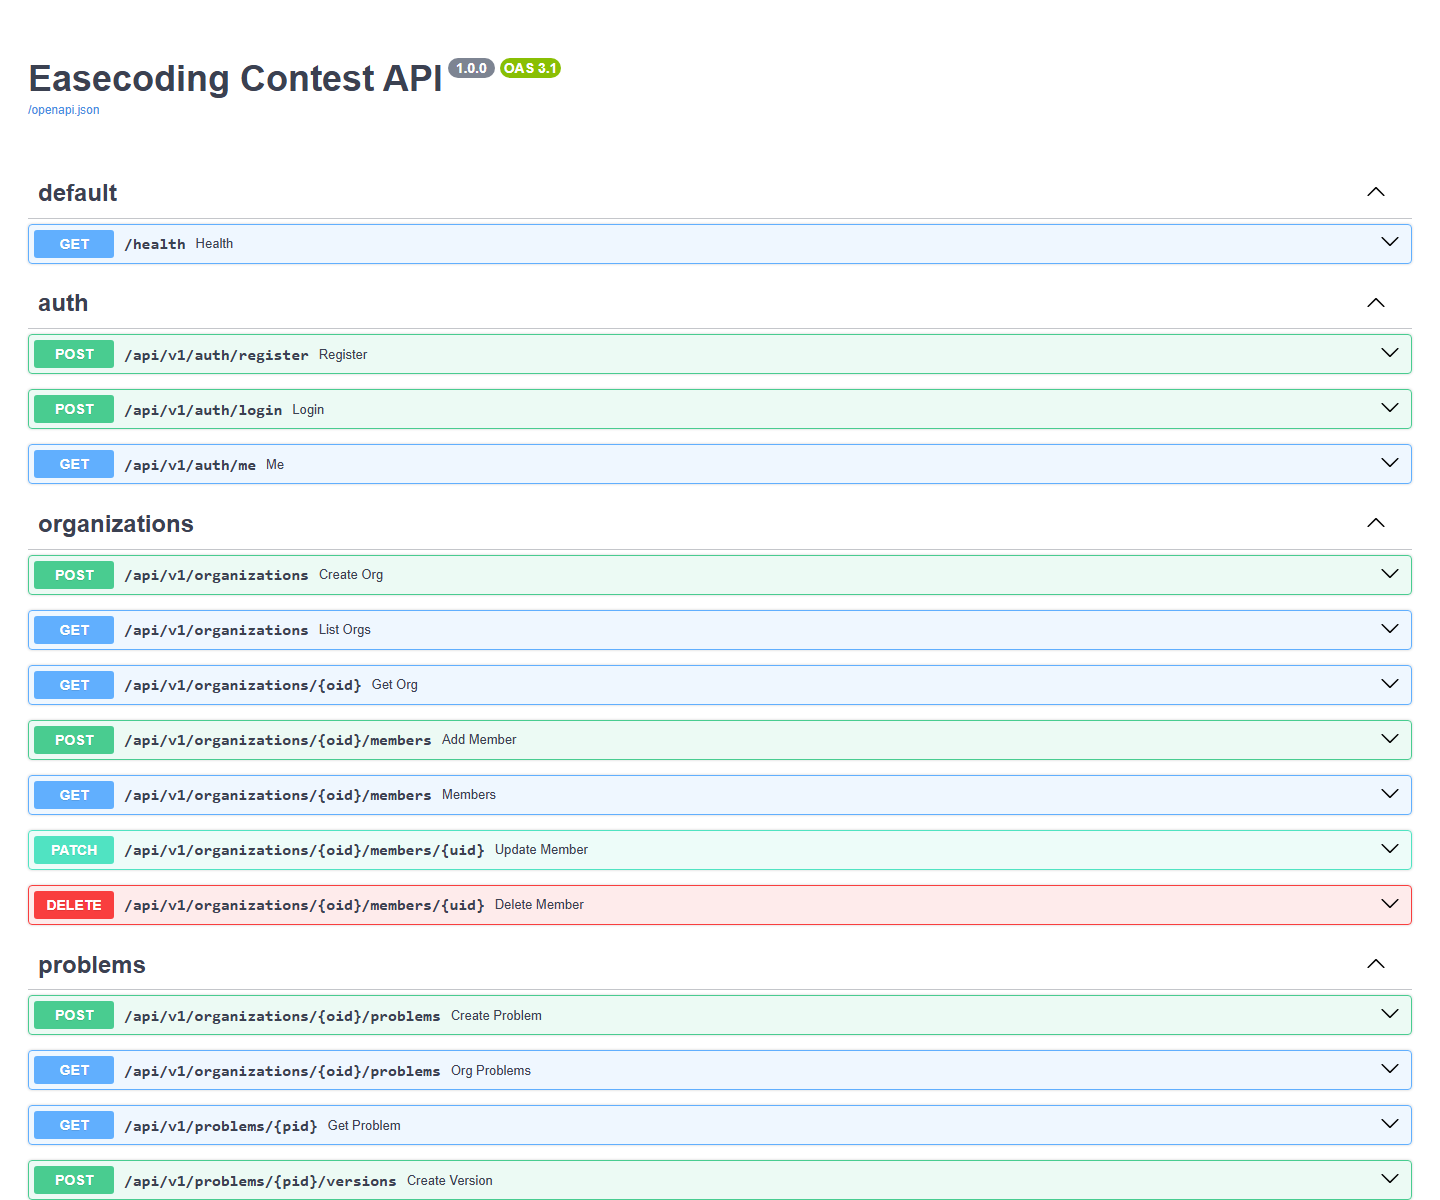 Easecoding Contest API 1.0.0 OAS 3.1
/openapi.json
default
GET /health Health
auth
POST /api/v1/auth/register Register
POST /api/v1/auth/login Login
GET /api/v1/auth/me Me
organizations
POST /api/v1/organizations Create Org
GET /api/v1/organizations List Orgs
GET /api/v1/organizations/{oid} Get Org
POST /api/v1/organizations/{oid}/members Add Member
GET /api/v1/organizations/{oid}/members Members
PATCH /api/v1/organizations/{oid}/members/{uid} Update Member
DELETE /api/v1/organizations/{oid}/members/{uid} Delete Member
problems
POST /api/v1/organizations/{oid}/problems Create Problem
GET /api/v1/organizations/{oid}/problems Org Problems
GET /api/v1/problems/{pid} Get Problem
POST /api/v1/problems/{pid}/versions Create Version